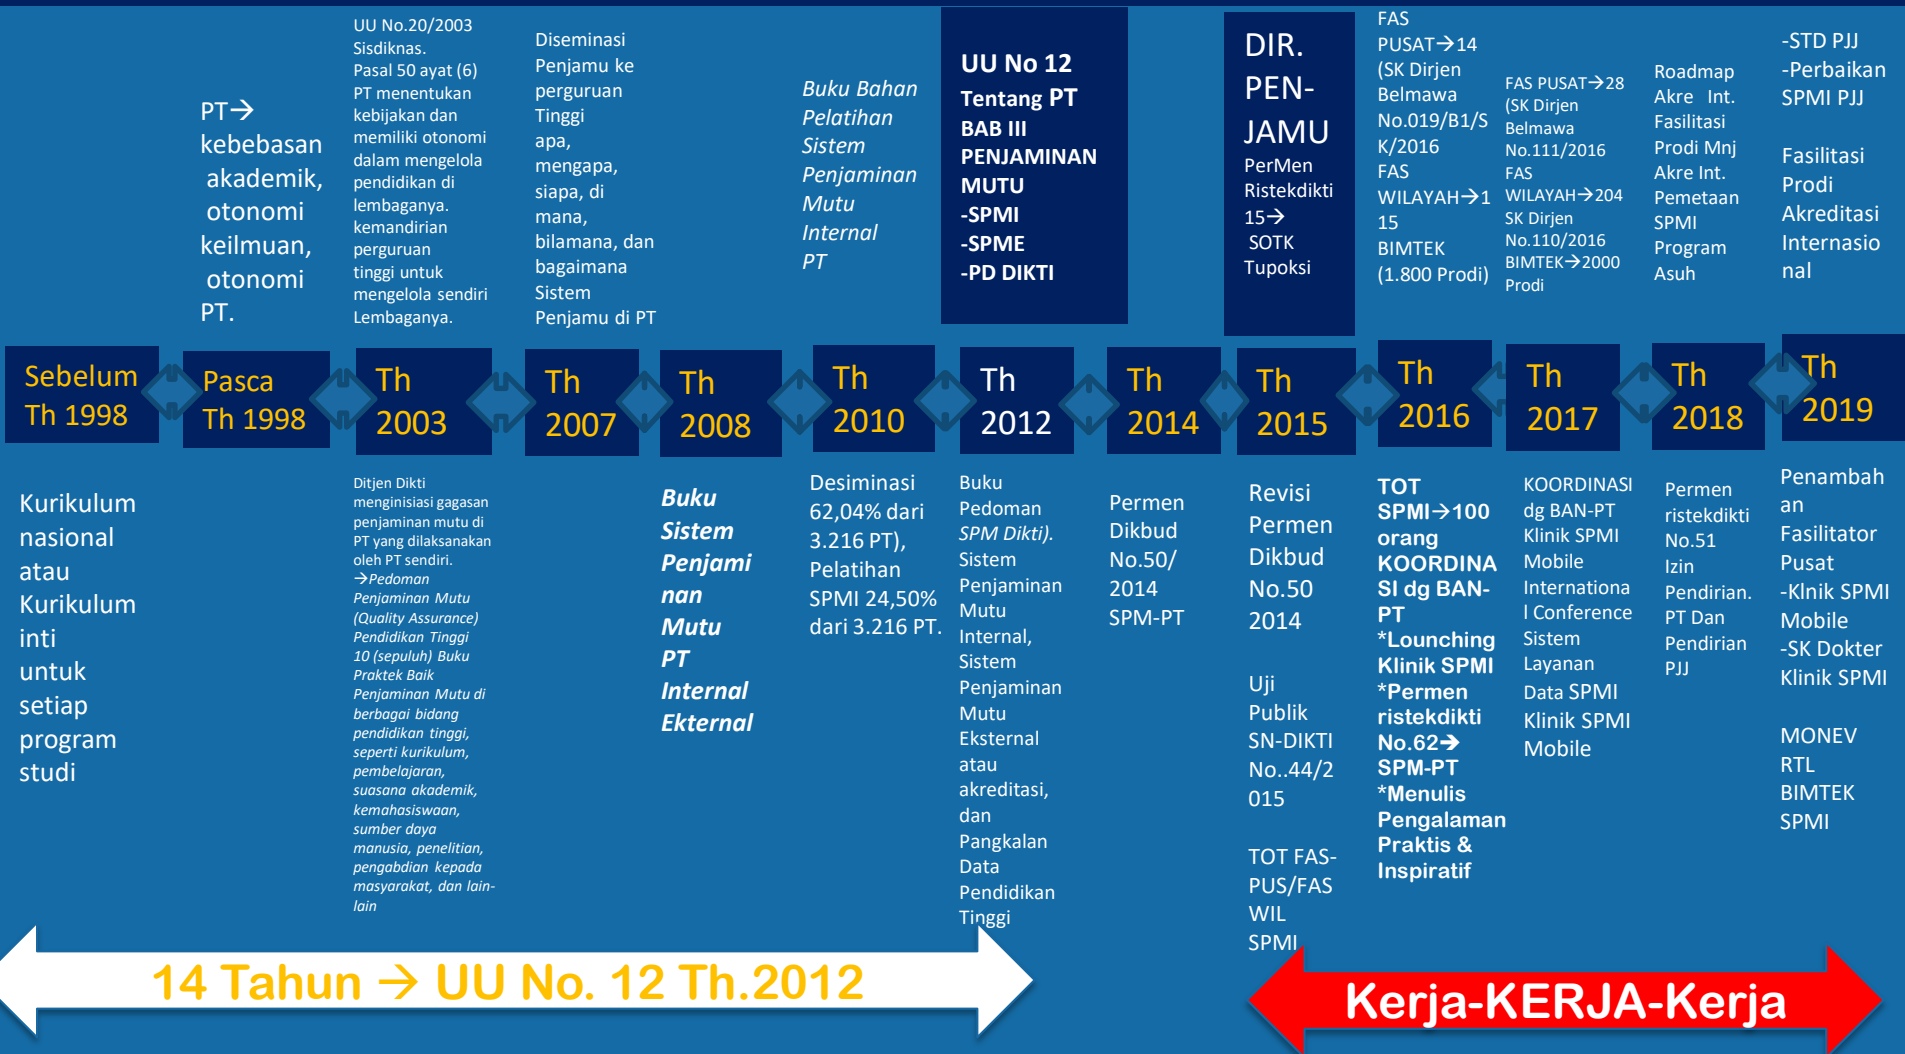 UU No.20/2003
Sisdiknas.
Pasal 50 ayat (6)
PT menentukan
kebijakan dan
memiliki otonomi
dalam mengelola
pendidikan di
lembaganya.
kemandirian
perguruan
tinggi untuk
mengelola sendiri
Lembaganya.
PT→
kebebasan
akademik,
otonomi
keilmuan,
otonomi
PT.
Diseminasi
Penjamu ke
perguruan
Tinggi
apa,
mengapa,
siapa, di
mana,
bilamana, dan
bagaimana
Sistem
Penjamu di PT
Buku Bahan
Pelatihan
Sistem
Penjaminan
Mutu
Internal
PT
UU No 12
Tentang PT
BAB III
PENJAMINAN
MUTU
-SPMI
-SPME
-PD DIKTI
DIR.
PEN-
JAMU
PerMen
Ristekdikti
15→
SOTK
Tupoksi
FAS
PUSAT→14
(SK Dirjen
Belmawa
No.019/B1/S
K/2016
FAS
WILAYAH→1
15
BIMTEK
(1.800 Prodi)
FAS PUSAT→28
(SK Dirjen
Belmawa
No.111/2016
FAS
WILAYAH→204
SK Dirjen
No.110/2016
BIMTEK→2000
Prodi
Roadmap
Akre Int.
Fasilitasi
Prodi Mnj
Akre Int.
Pemetaan
SPMI
Program
Asuh
-STD PJJ
-Perbaikan
SPMI PJJ
Fasilitasi
Prodi
Akreditasi
Internasio
nal
Sebelum
Th 1998
Pasca
Th 1998
Th
2003
Th
2007
Th
2008
Th
2010
Th
2012
Th
2014
Th
2015
Th
2016
Th
2017
Th
2018
Th
2019
Kurikulum
nasional
atau
Kurikulum
inti
untuk
setiap
program
studi
Ditjen Dikti
menginisiasi gagasan
penjaminan mutu di
PT yang dilaksanakan
oleh PT sendiri.
→Pedoman
Penjaminan Mutu
(Quality Assurance)
Pendidikan Tinggi
10 (sepuluh) Buku
Praktek Baik
Penjaminan Mutu di
berbagai bidang
pendidikan tinggi,
seperti kurikulum,
pembelajaran,
suasana akademik,
kemahasiswaan,
sumber daya
manusia, penelitian,
pengabdian kepada
masyarakat, dan lain-
lain
Buku
Sistem
Penjami
nan
Mutu
PT
Internal
Ekternal
Desiminasi
62,04% dari
3.216 PT),
Pelatihan
SPMI 24,50%
dari 3.216 PT.
Buku
Pedoman
SPM Dikti).
Sistem
Penjaminan
Mutu
Internal,
Sistem
Penjaminan
Mutu
Eksternal
atau
akreditasi,
dan
Pangkalan
Data
Pendidikan
Tinggi
Permen
Dikbud
No.50/
2014
SPM-PT
Revisi
Permen
Dikbud
No.50
2014
Uji
Publik
SN-DIKTI
No..44/2
015
TOT FAS-
PUS/FAS
WIL
SPMI
TOT
SPMI→100
orang
KOORDINA
SI dg BAN-
PT
*Lounching
Klinik SPMI
*Permen
ristekdikti
No.62→
SPM-PT
*Menulis
Pengalaman
Praktis &
Inspiratif
KOORDINASI
dg BAN-PT
Klinik SPMI
Mobile
Internationa
l Conference
Sistem
Layanan
Data SPMI
Klinik SPMI
Mobile
Permen
ristekdikti
No.51
Izin
Pendirian.
PT Dan
Pendirian
PJJ
Penambah
an
Fasilitator
Pusat
-KInik SPMI
Mobile
-SK Dokter
Klinik SPMI
MONEV
RTL
BIMTEK
SPMI
14 Tahun → UU No. 12 Th.2012
Kerja-KERJA-Kerja